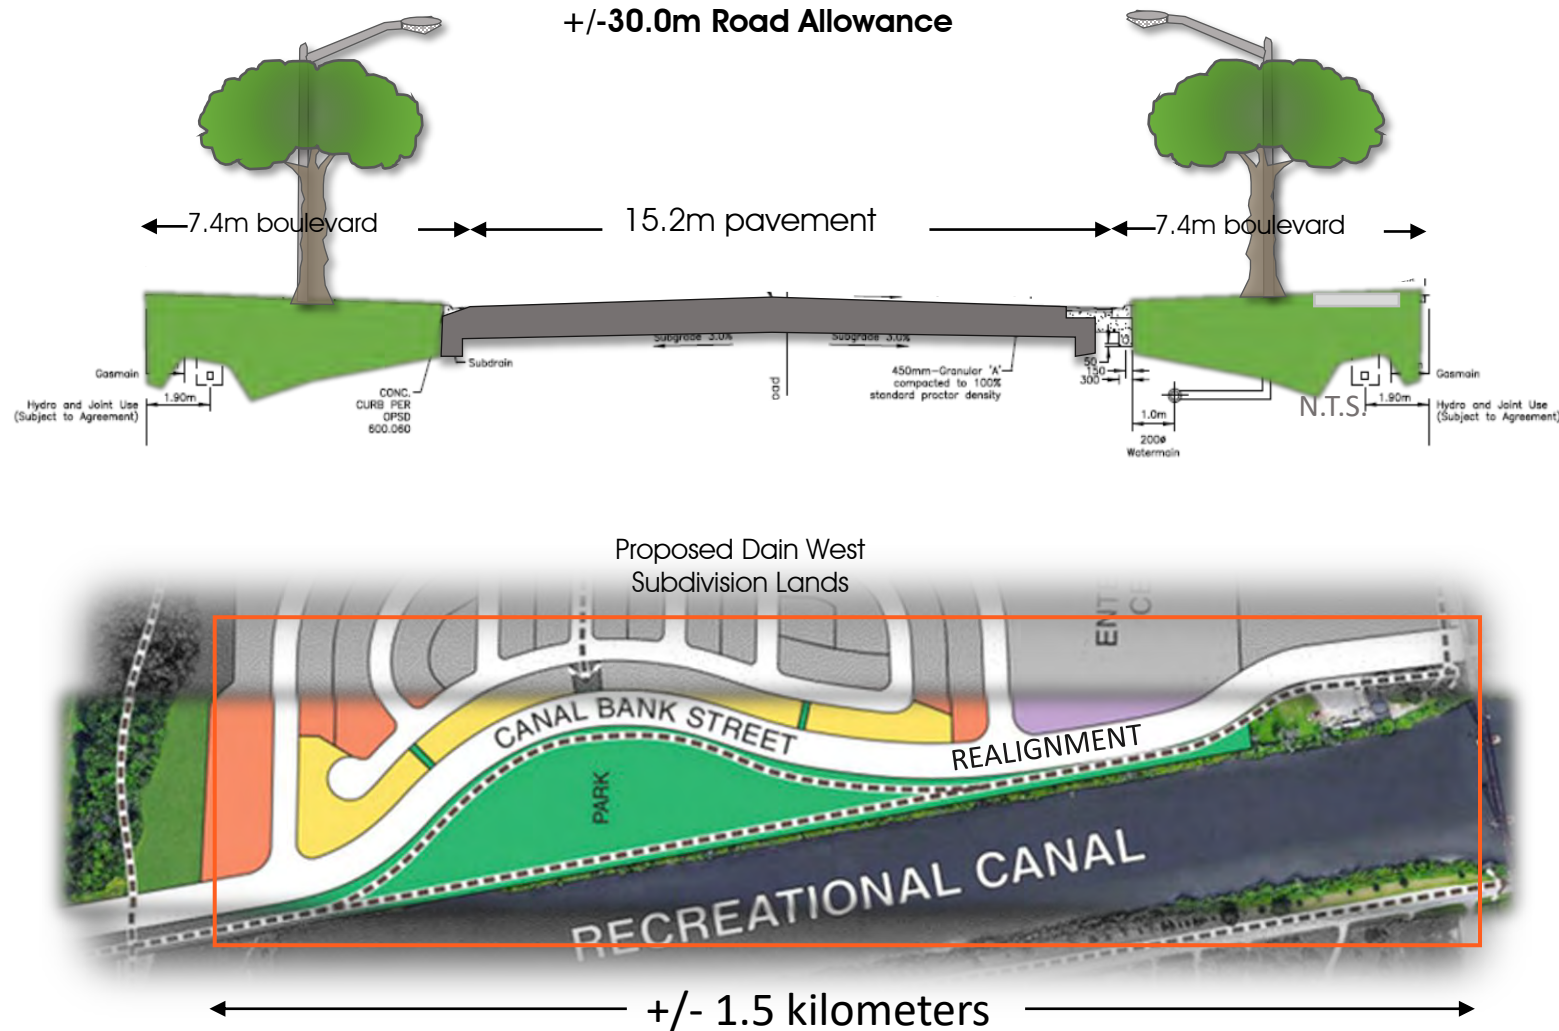 +/-30.0m Road Allowance
7.4m boulevard
15.2m pavement
7.4m boulevard
Subgrade 3.0%
Subgrade 3.0%
Gasmain
Subdrain
1.90m
Hydro and Joint Use
(Subject to Agreement)
CONC.
CURB PER
OPSD
600.060
450mm-Granular 'A'
compacted to 100%
standard proctor density
50
150
300
1.0m
200ø
Watermain
N.T.S.
1.90m
Gasmain
Hydro and Joint Use
(Subject to Agreement)
Proposed Dain West
Subdivision Lands
CANAL BANK STREET
REALIGNMENT
PARK
RECREATIONAL CANAL
+/- 1.5 kilometers